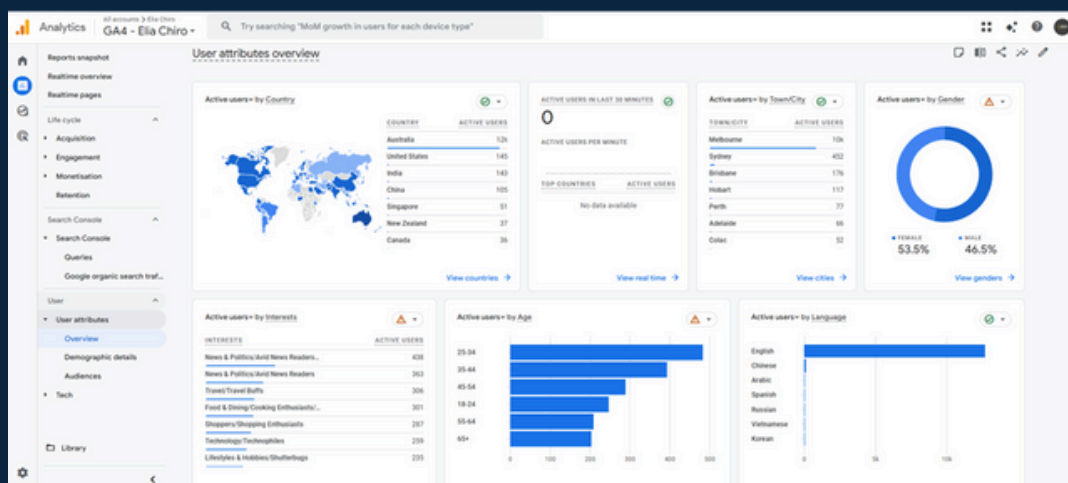 Analytics
All accounts > Elia Chiro
GA4 - Elia Chiro
Try searching "MoM growth in users for each device type"
Reports snapshot
Realtime overview
Realtime pages
Life cycle
Acquisition
Engagement
Monetisation
Retention
Search Console
Search Console
Queries
Google organic search traf...
User
User attributes
Overview
Demographic details
Audiences
Tech
Library
User attributes overview
Active users by Country
COUNTRY ACTIVE USERS
Australia 12k
United States 145
India 143
China 105
Singapore 51
New Zealand 37
Canada 36
View countries
ACTIVE USERS IN LAST 30 MINUTES
0
ACTIVE USERS PER MINUTE
TOP COUNTRIES ACTIVE USERS
No data available
View real time
Active users by Town/City
TOWN/CITY ACTIVE USERS
Melbourne 10k
Sydney 452
Brisbane 176
Hobart 117
Perth 77
Adelaide 66
Colac 52
View cities
Active users by Gender
FEMALE MALE
53.5% 46.5%
View genders
Active users by Interests
INTERESTS ACTIVE USERS
News & Politics/Avid News Readers... 438
News & Politics/Avid News Readers 363
Travel/Travel Buffs 306
Food & Dining/Cooking Enthusiasts/... 301
Shoppers/Shopping Enthusiasts 287
Technology/Technophiles 259
Lifestyles & Hobbies/Shutterbugs 235
Active users by Age
25-34
35-44
45-54
18-24
55-64
65+
0 100 200 300 400 500
Active users by Language
English
Chinese
Arabic
Spanish
Russian
Vietnamese
Korean
0 5k 10k